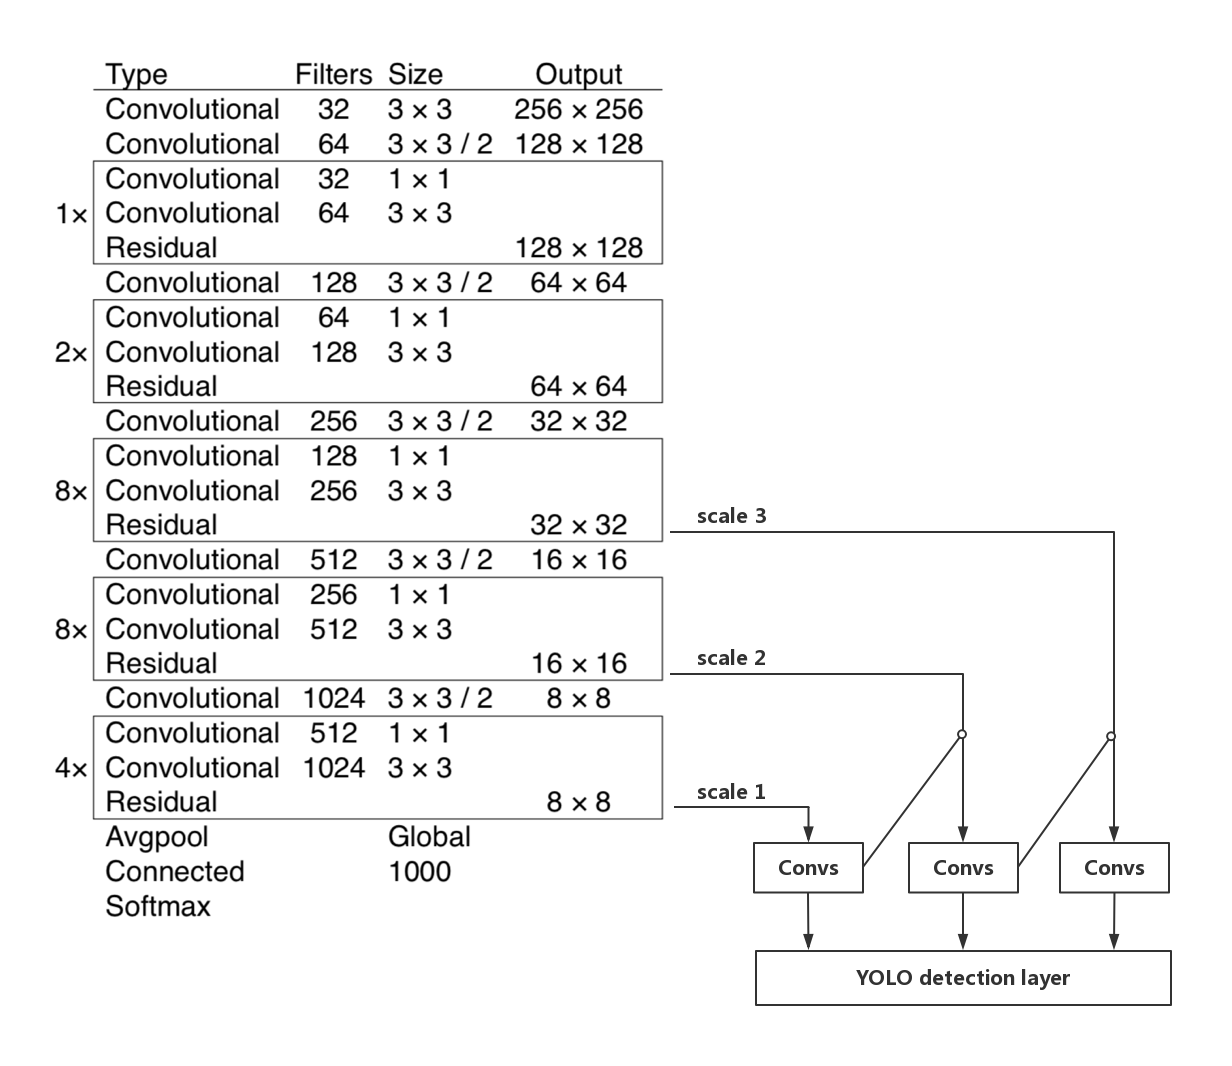 Type Filters Size Output
Convolutional 32 3 × 3 256 × 256
Convolutional 64 3 × 3 / 2 128 × 128
Convolutional 32 1 × 1
1× Convolutional 64 3 × 3
Residual 128 × 128
Convolutional 128 3 × 3 / 2 64 × 64
Convolutional 64 1 × 1
2× Convolutional 128 3 × 3
Residual 64 × 64
Convolutional 256 3 × 3 / 2 32 × 32
Convolutional 128 1 × 1
8× Convolutional 256 3 × 3
Residual 32 × 32
Convolutional 512 3 × 3 / 2 16 × 16
Convolutional 256 1 × 1
8× Convolutional 512 3 × 3
Residual 16 × 16
Convolutional 1024 3 × 3 / 2 8 × 8
Convolutional 512 1 × 1
4× Convolutional 1024 3 × 3
Residual 8 × 8
Avgpool Global
Connected 1000
Softmax
scale 3
scale 2
scale 1
Convs Convs Convs
YOLO detection layer